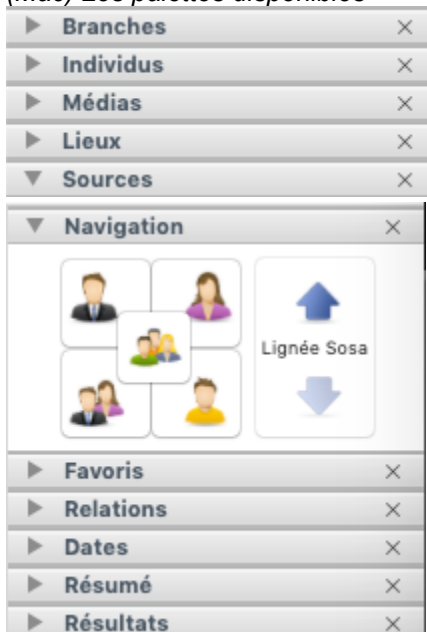 (Mac) Les palettes disponibles
Branches
Individus
Médias
Lieux
Sources
Navigation
Lignée Sosa
Favoris
Relations
Dates
Résumé
Résultats